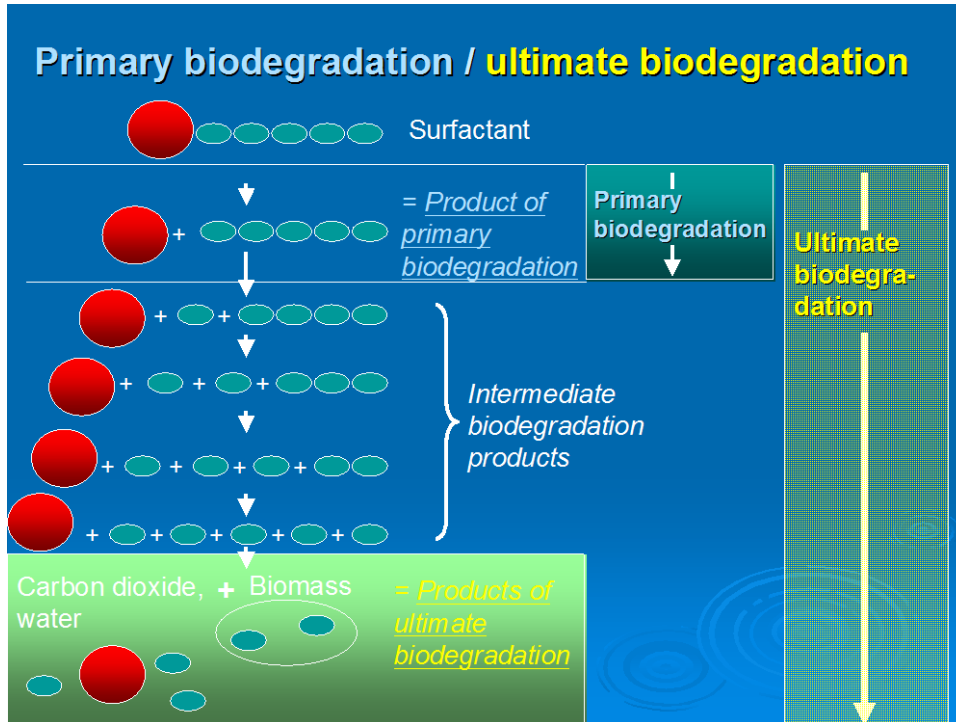 Primary biodegradation / ultimate biodegradation
Surfactant
= Product of
primary
biodegradation
Primary
biodegradation
Ultimate
biodegra-
dation
+
+ +
+ + +
+ + + +
+ + + + +
Intermediate
biodegradation
products
Carbon dioxide, + Biomass
water
= Products of
ultimate
biodegradation